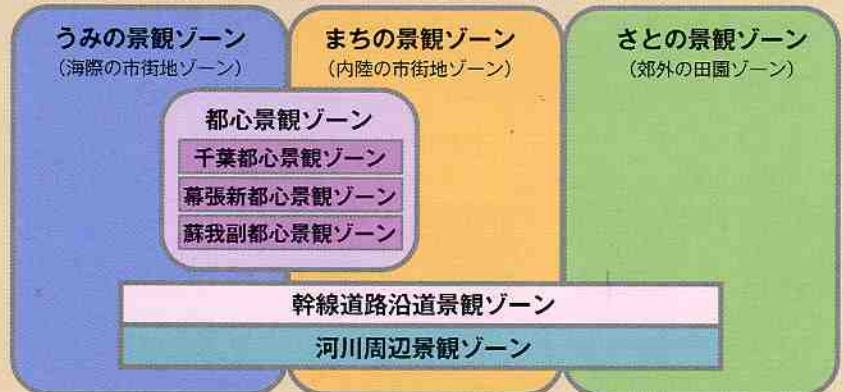 うみの景観ゾーン
（海際の市街地ゾーン）
まちの景観ゾーン
（内陸の市街地ゾーン）
さとの景観ゾーン
（郊外の田園ゾーン）
都心景観ゾーン
千葉都心景観ゾーン
幕張新都心景観ゾーン
蘇我副都心景観ゾーン
幹線道路沿道景観ゾーン
河川周辺景観ゾーン